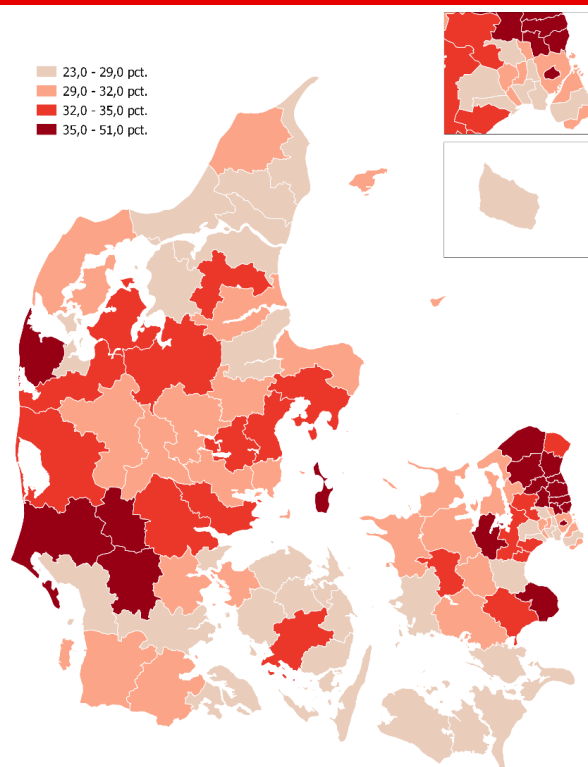 23,0 - 29,0 pct.
29,0 - 32,0 pct.
32,0 - 35,0 pct.
35,0 - 51,0 pct.